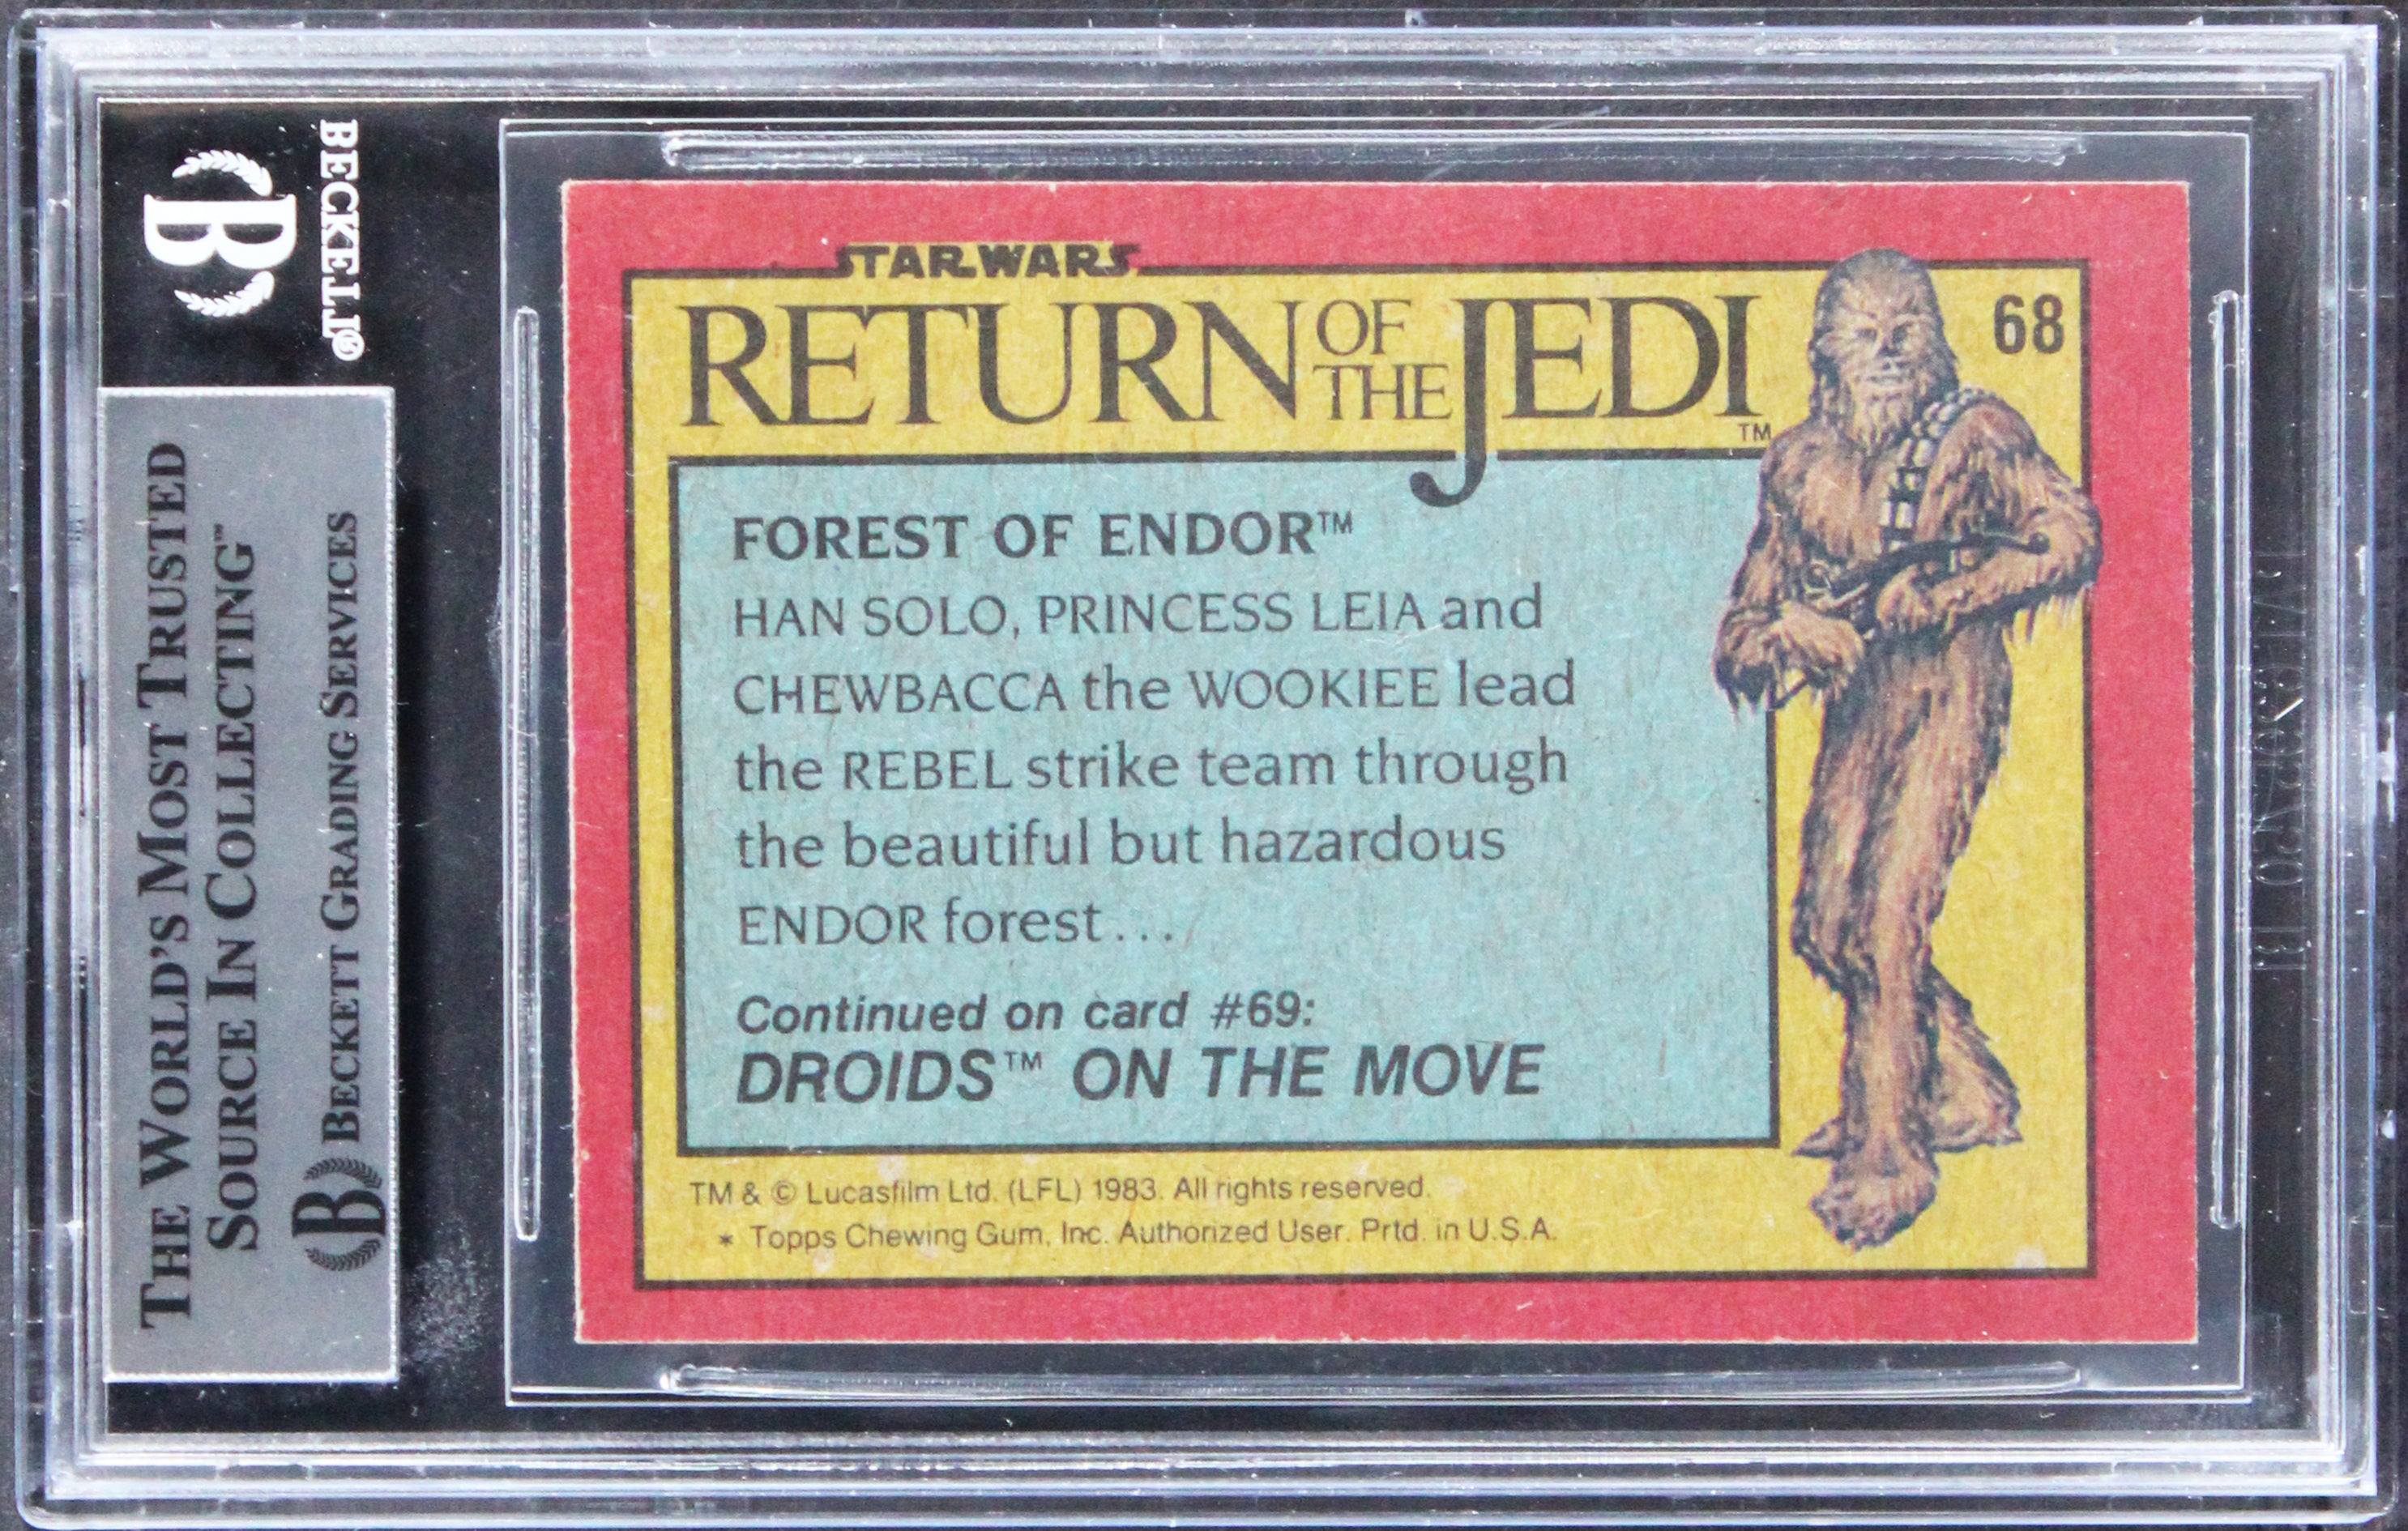 BECKETT®
B
THE WORLD'S MOST TRUSTED
SOURCE IN COLLECTING™
B BECKETT GRADING SERVICES
STAR WARS
RETURN OF THE JEDI™
68
FOREST OF ENDOR™
HAN SOLO, PRINCESS LEIA and
CHEWBACCA the WOOKIEE lead
the REBEL strike team through
the beautiful but hazardous
ENDOR forest...
Continued on card #69:
DROIDS™ ON THE MOVE
TM & © Lucasfilm Ltd. (LFL) 1983. All rights reserved.
* Topps Chewing Gum, Inc. Authorized User. Prtd. in U.S.A.